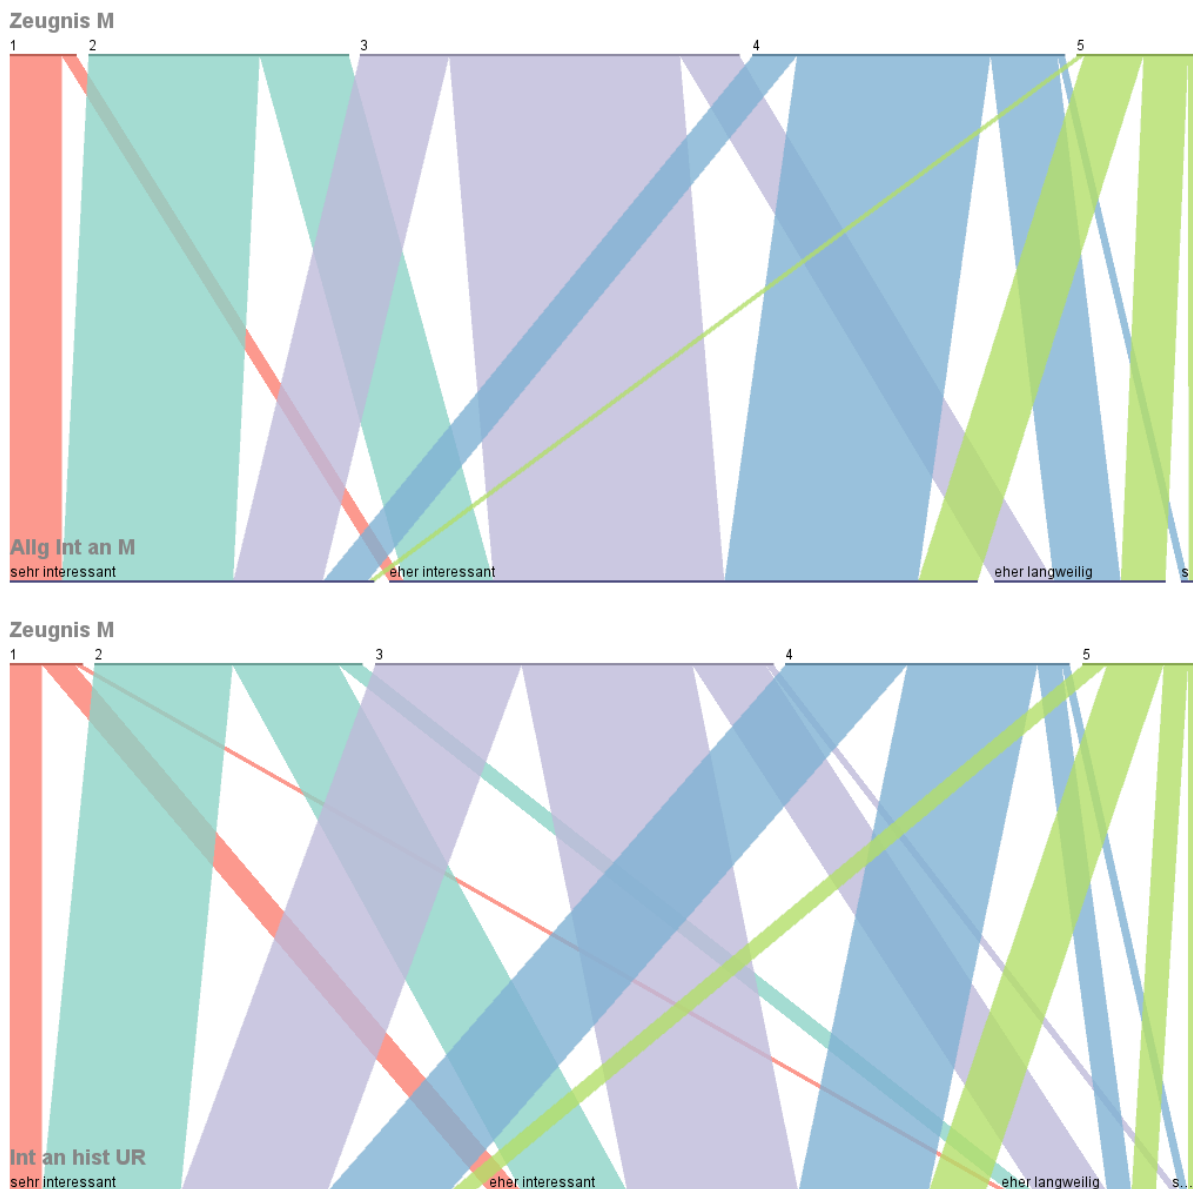 Zeugnis M
1 2 3 4 5
Allg Int an M
sehr interessant eher interessant eher langweilig s
Zeugnis M
1 2 3 4 5
Int an hist UR
sehr interessant eher interessant eher langweilig s...